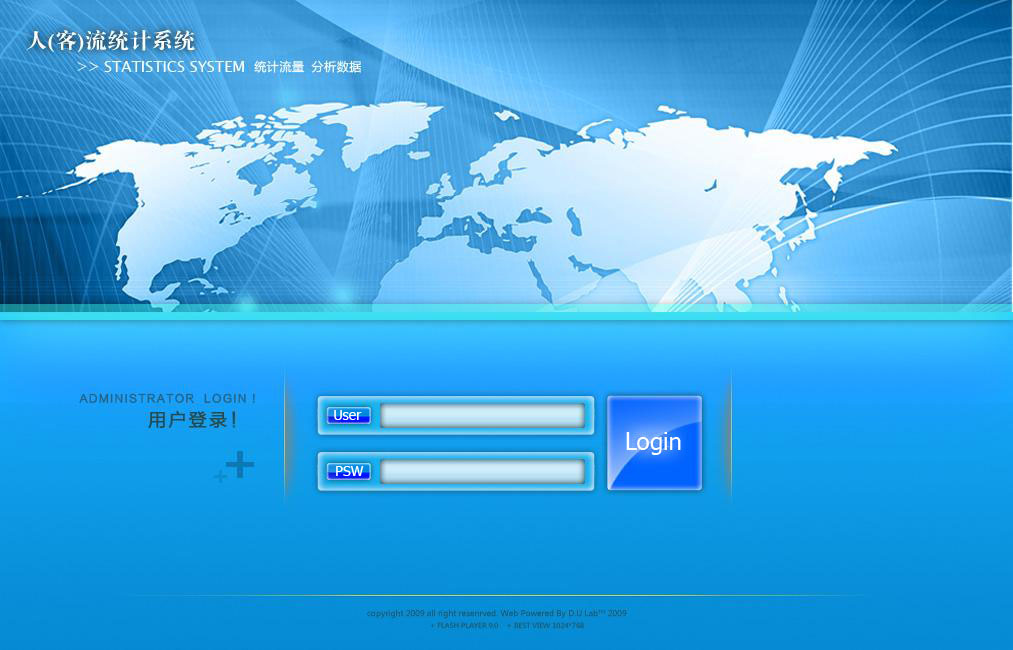 人(客)流统计系统
>> STATISTICS SYSTEM 统计流量 分析数据
ADMINISTRATOR LOGIN !
用户登录!
User
PSW
Login
copyright 2009 all right resenrved. Web Powered By D.U Lab™ 2009
+ FLASH PLAYER 9.0 + BEST VIEW 1024*768